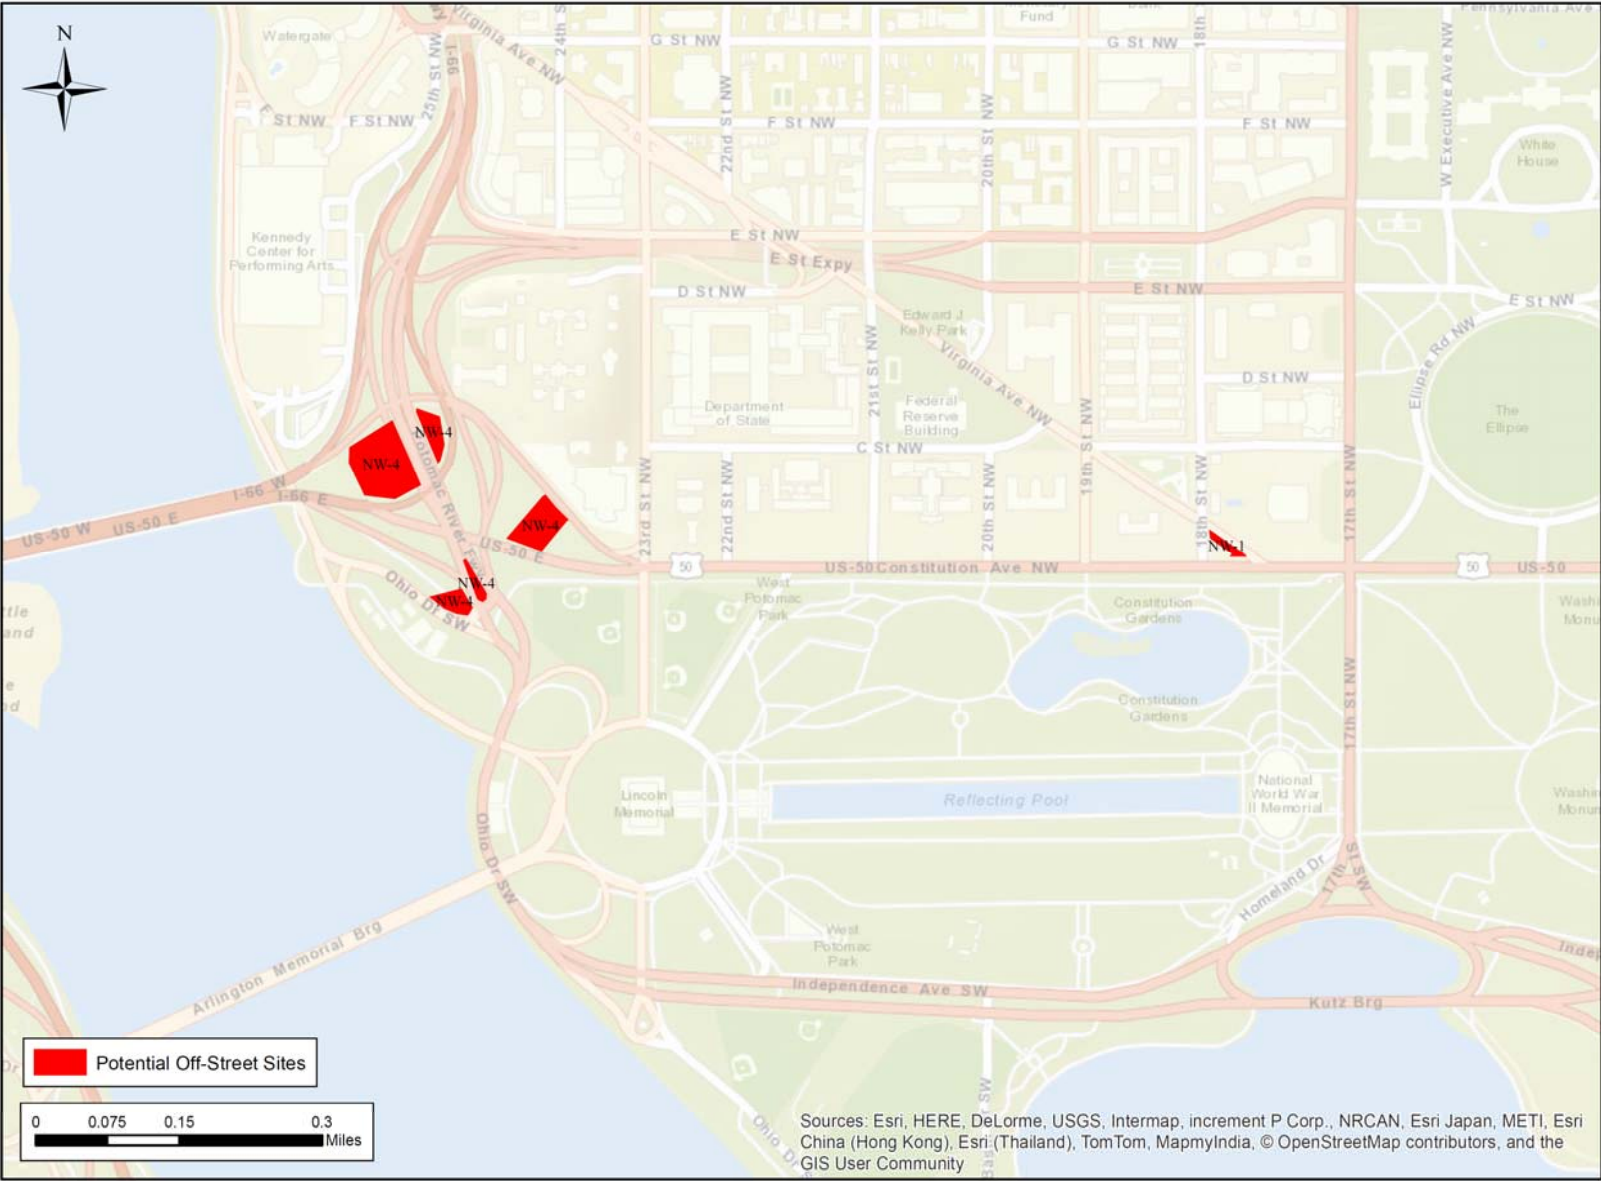 N
Watergate
25th St NW
I-66
Virginia Ave NW
24th St
G St NW
Fund
G St NW
18th St
Pennsylvania Ave
W Executive Ave NW
F St NW
F St NW
22nd St NW
F St NW
20th St NW
F St NW
White
House
Kennedy
Center for
Performing Arts
E St NW
E St Expy
D St NW
E St NW
E St NW
Edward J
Kelly Park
Virginia Ave NW
21st St NW
Ellipse Rd NW
D St NW
Department
of State
Federal
Reserve
Building
The
Ellipse
C St NW
19th St NW
NW-4
NW-4
Potomac River
I-66 W
I-66 E
US-50 W
US-50 E
23rd St NW
22nd St NW
20th St NW
18th St NW
17th St NW
NW-4
US-50 E
NW-1
50
US-50
Constitution Ave NW
50
US-50
NW-4
NW-4
Ohio Dr SW
West
Potomac
Park
Constitution
Gardens
Constitution
Gardens
17th St NW
Lincoln
Memorial
Reflecting Pool
National
World War
II Memorial
Ohio Dr SW
Homeland Dr
17th St SW
Arlington Memorial Brg
West
Potomac
Park
Independence Ave SW
Kutz Brg
Potential Off-Street Sites
0 0.075 0.15 0.3
Miles
Ohio Dr
Sources: Esri, HERE, DeLorme, USGS, Intermap, increment P Corp., NRCAN, Esri Japan, METI, Esri
China (Hong Kong), Esri (Thailand), TomTom, MapmyIndia, © OpenStreetMap contributors, and the
GIS User Community